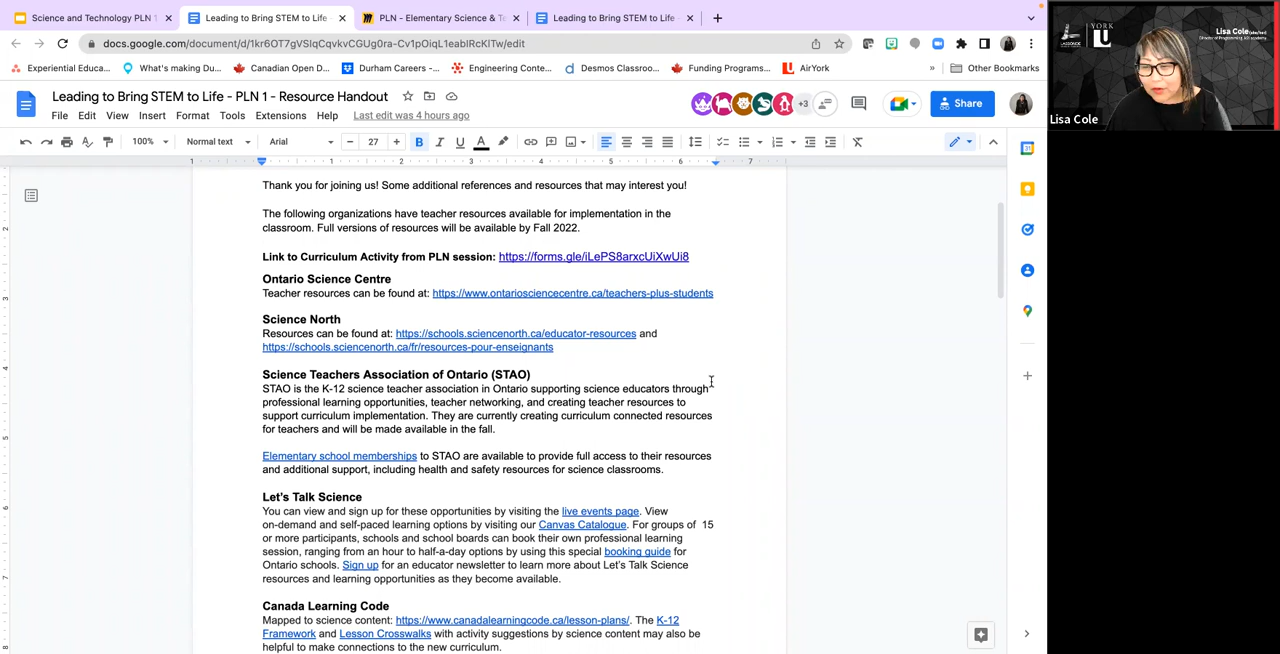 Science and Technology PLN 1
Leading to Bring STEM to Life -
PLN - Elementary Science & Te
Leading to Bring STEM to Life -
docs.google.com/document/d/1kr6OT7gVSlqCqvkvCGUg0ra-Cv1pOiqL1eablRcKlTw/edit
Experiential Educa...
What's making Du...
Canadian Open D...
Durham Careers -...
Engineering Conte...
Desmos Classroo...
Funding Programs...
AirYork
»
Other Bookmarks
Leading to Bring STEM to Life - PLN 1 - Resource Handout
+3
Share
File Edit View Insert Format Tools Extensions Help Last edit was 4 hours ago
100% Normal text Arial 27 B I U A
1 1 2 3 4 5 6 7
Thank you for joining us! Some additional references and resources that may interest you!
The following organizations have teacher resources available for implementation in the
classroom. Full versions of resources will be available by Fall 2022.
Link to Curriculum Activity from PLN session: https://forms.gle/iLePS8arxcUiXwUi8
Ontario Science Centre
Teacher resources can be found at: https://www.ontariosciencecentre.ca/teachers-plus-students
Science North
Resources can be found at: https://schools.sciencenorth.ca/educator-resources and
https://schools.sciencenorth.ca/fr/resources-pour-enseignants
Science Teachers Association of Ontario (STAO)
STAO is the K-12 science teacher association in Ontario supporting science educators through
professional learning opportunities, teacher networking, and creating teacher resources to
support curriculum implementation. They are currently creating curriculum connected resources
for teachers and will be made available in the fall.
Elementary school memberships to STAO are available to provide full access to their resources
and additional support, including health and safety resources for science classrooms.
Let's Talk Science
You can view and sign up for these opportunities by visiting the live events page. View
on-demand and self-paced learning options by visiting our Canvas Catalogue. For groups of 15
or more participants, schools and school boards can book their own professional learning
session, ranging from an hour to half-a-day options by using this special booking guide for
Ontario schools. Sign up for an educator newsletter to learn more about Let's Talk Science
resources and learning opportunities as they become available.
Canada Learning Code
Mapped to science content: https://www.canadalearningcode.ca/lesson-plans/. The K-12
Framework and Lesson Crosswalks with activity suggestions by science content may also be
helpful to make connections to the new curriculum.
LASSONDE
YORK U
Lisa Cole
Lisa Cole